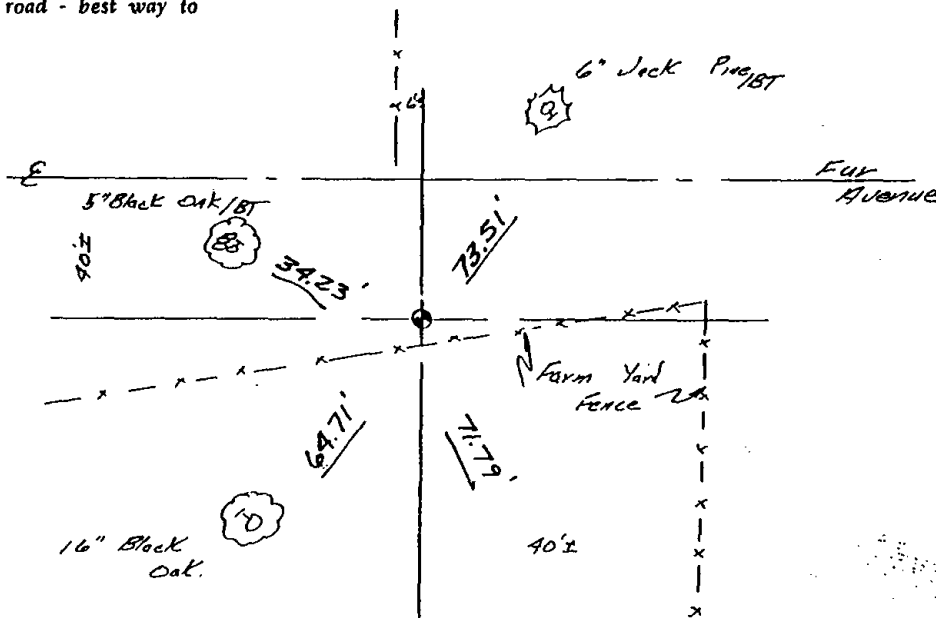 road - best way to
6" Jack Pine/BT
6'
℄
Fur
Avenue
5" Black Oak/BT
40'±
34.23'
73.51'
Farm Yard
Fence
64.71'
71.79'
16" Black
Oak.
40'±